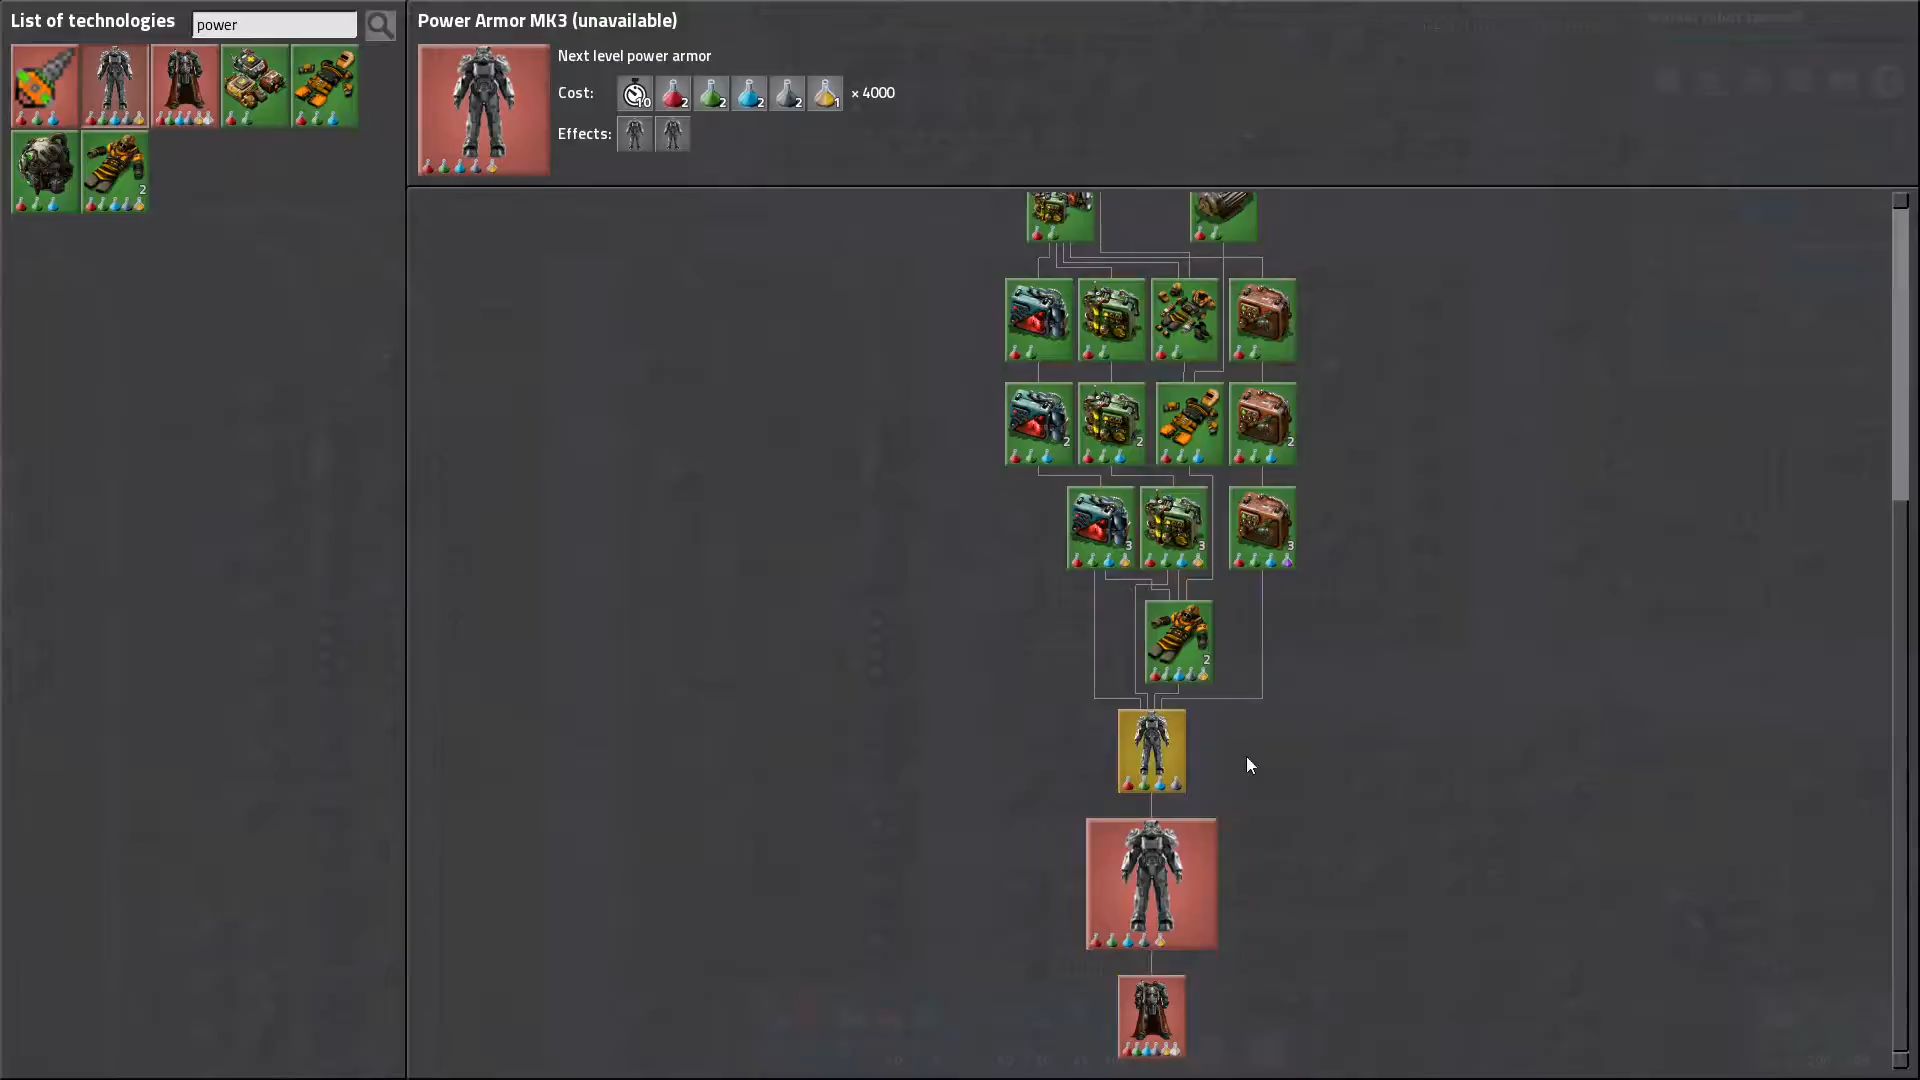 List of technologies
power
2
Power Armor MK3 (unavailable)
Next level power armor
Cost:
10
2
2
2
2
1
× 4000
Effects:
2
2
2
3
3
3
2